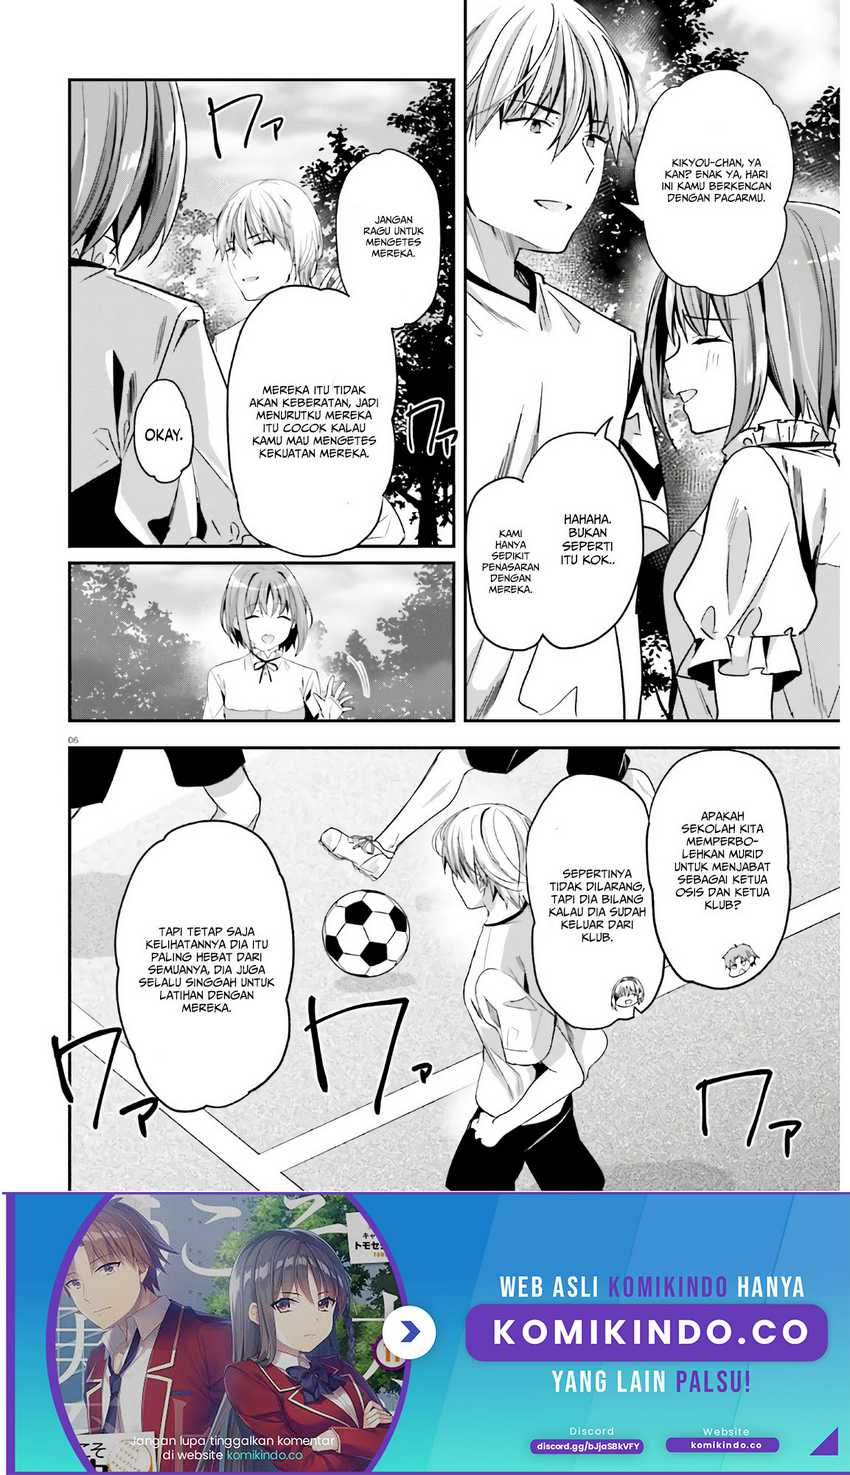 KIKYOU-CHAN, YA
KAN? ENAK YA, HARI
INI KAMU BERKENCAN
DENGAN PACARMU.
HAHAHA.
BUKAN
SEPERTI
ITU KOK..
KAMI
HANYA
SEDIKIT
PENASARAN
DENGAN
MEREKA.
ワァ
JANGAN
RAGU UNTUK
MENGETES
MEREKA.
MEREKA ITU TIDAK
AKAN KEBERATAN, JADI
MENURUTKU MEREKA
ITU COCOK KALAU
KAMU MAU MENGETES
KEKUATAN MEREKA.
OKAY.
ワァ
06
APAKAH
SEKOLAH KITA
MEMPERBO-
LEHKAN MURID
UNTUK MENJABAT
SEBAGAI KETUA
OSIS DAN KETUA
KLUB?
SEPERTINYA
TIDAK DILARANG,
TAPI DIA BILANG
KALAU DIA SUDAH
KELUAR DARI
KLUB.
TAPI TETAP SAJA
KELIHATANNYA DIA ITU
PALING HEBAT DARI
SEMUANYA, DIA JUGA
SELALU SINGGAH UNTUK
LATIHAN DENGAN
MEREKA.
ワァ
ワァ
ワァ
トモセ
Jangan lupa tinggalkan komentar
di website komikindo.co
WEB ASLI KOMIKINDO HANYA
KOMIKINDO.CO
YANG LAIN PALSU!
Discord
discord.gg/bJjaSBkVFY
Website
komikindo.co